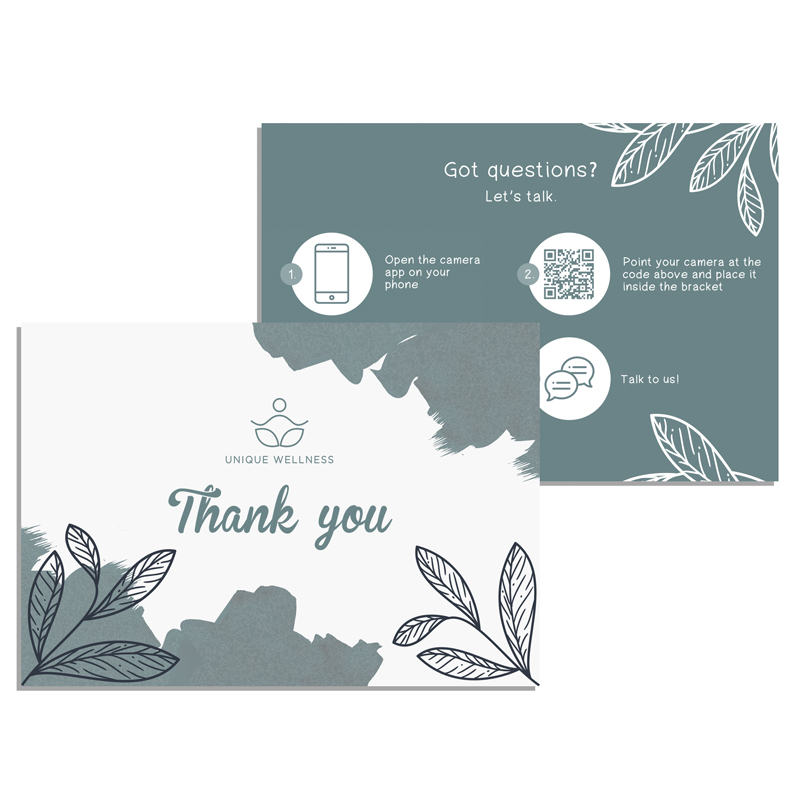 Got questions?
Let's talk.
1.
Open the camera
app on your
phone
2.
Point your camera at the
code above and place it
inside the bracket
Talk to us!
UNIQUE WELLNESS
Thank you